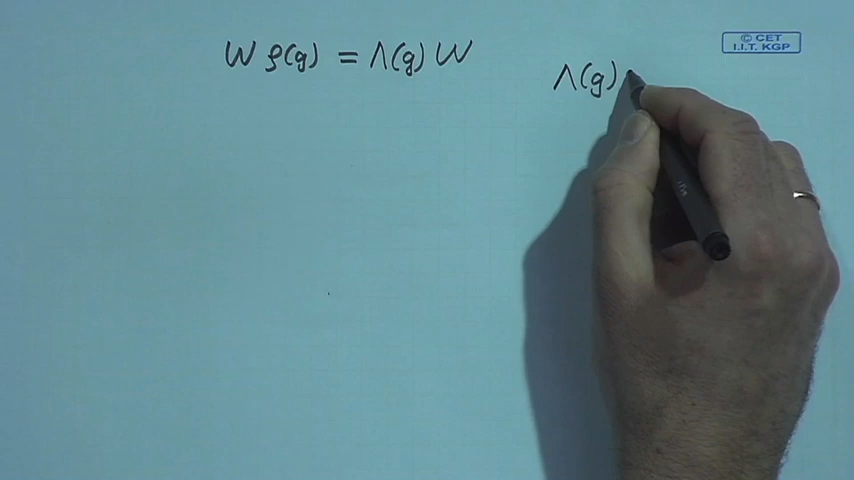 W ρ(g) = Λ(g) W
Λ(g)
© CET
I.I.T. KGP